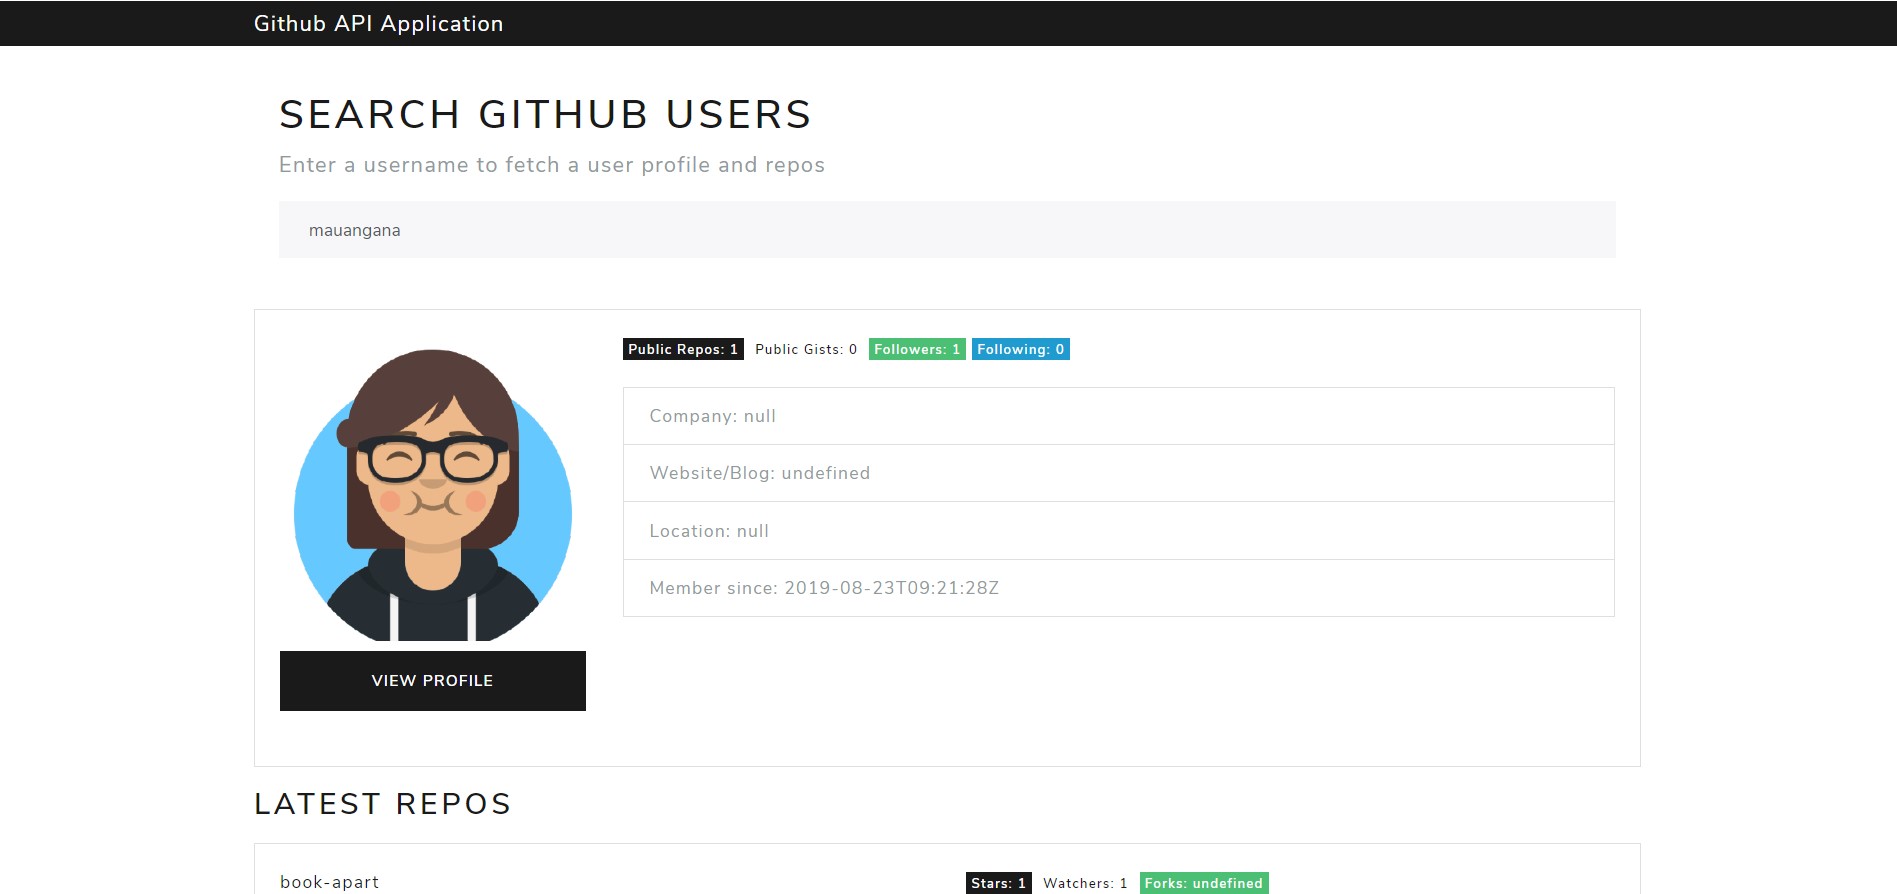 Github API Application
SEARCH GITHUB USERS
Enter a username to fetch a user profile and repos
mauangana
Public Repos: 1 Public Gists: 0 Followers: 1 Following: 0
Company: null
Website/Blog: undefined
Location: null
Member since: 2019-08-23T09:21:28Z
VIEW PROFILE
LATEST REPOS
book-apart Stars: 1 Watchers: 1 Forks: undefined